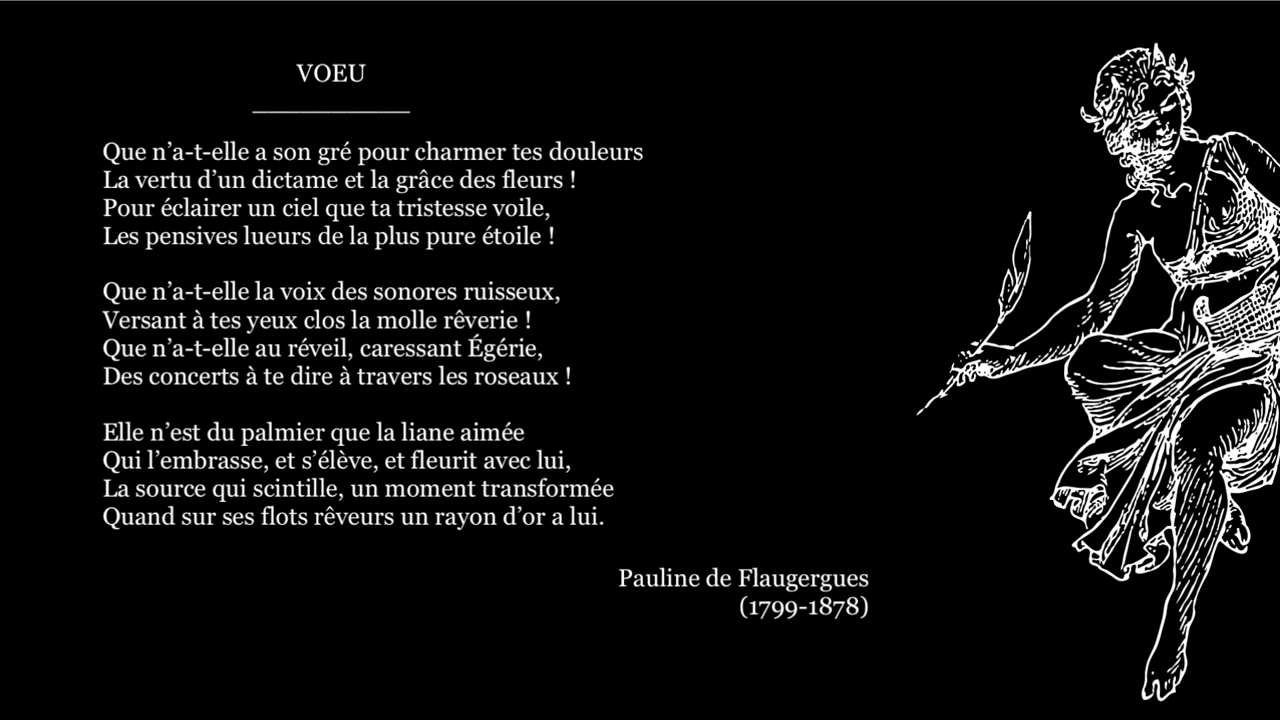 VOEU
Que n’a-t-elle a son gré pour charmer tes douleurs
La vertu d’un dictame et la grâce des fleurs !
Pour éclairer un ciel que ta tristesse voile,
Les pensives lueurs de la plus pure étoile !
Que n’a-t-elle la voix des sonores ruisseux,
Versant à tes yeux clos la molle rêverie !
Que n’a-t-elle au réveil, caressant Égérie,
Des concerts à te dire à travers les roseaux !
Elle n’est du palmier que la liane aimée
Qui l’embrasse, et s’élève, et fleurit avec lui,
La source qui scintille, un moment transformée
Quand sur ses flots rêveurs un rayon d’or a lui.
Pauline de Flaugergues
(1799-1878)